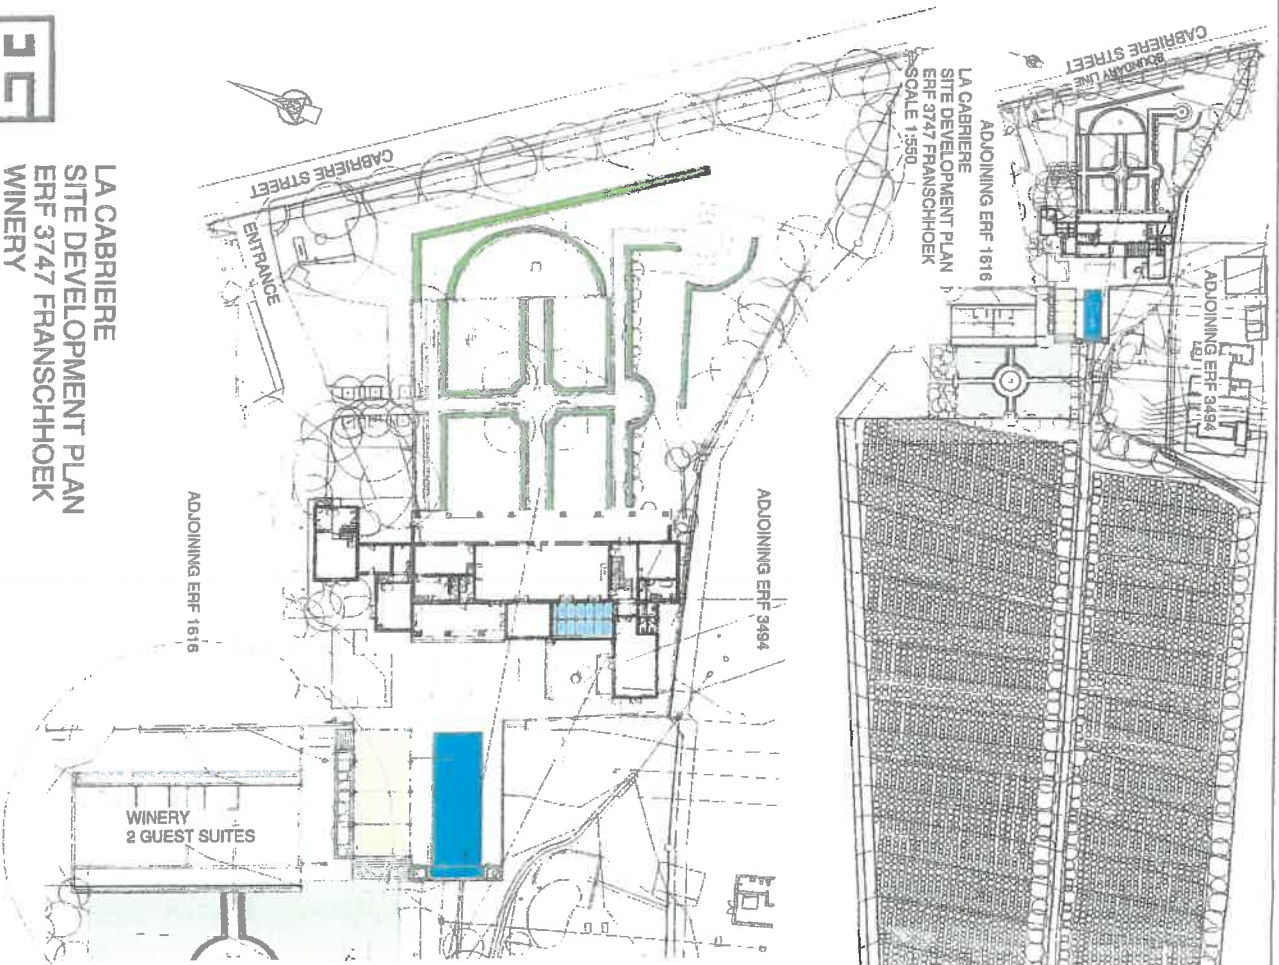 LA CABRIERE
SITE DEVELOPMENT PLAN
ERF 3747 FRANSCHHOEK
WINERY
CABRIERE STREET
ENTRANCE
ADJOINING ERF 1616
ADJOINING ERF 3494
WINERY
2 GUEST SUITES
LA CABRIERE
SITE DEVELOPMENT PLAN
ERF 3747 FRANSCHHOEK
SCALE 1:550
CABRIERE STREET
BOUNDARY LINE
ADJOINING ERF 1616
ADJOINING ERF 3494